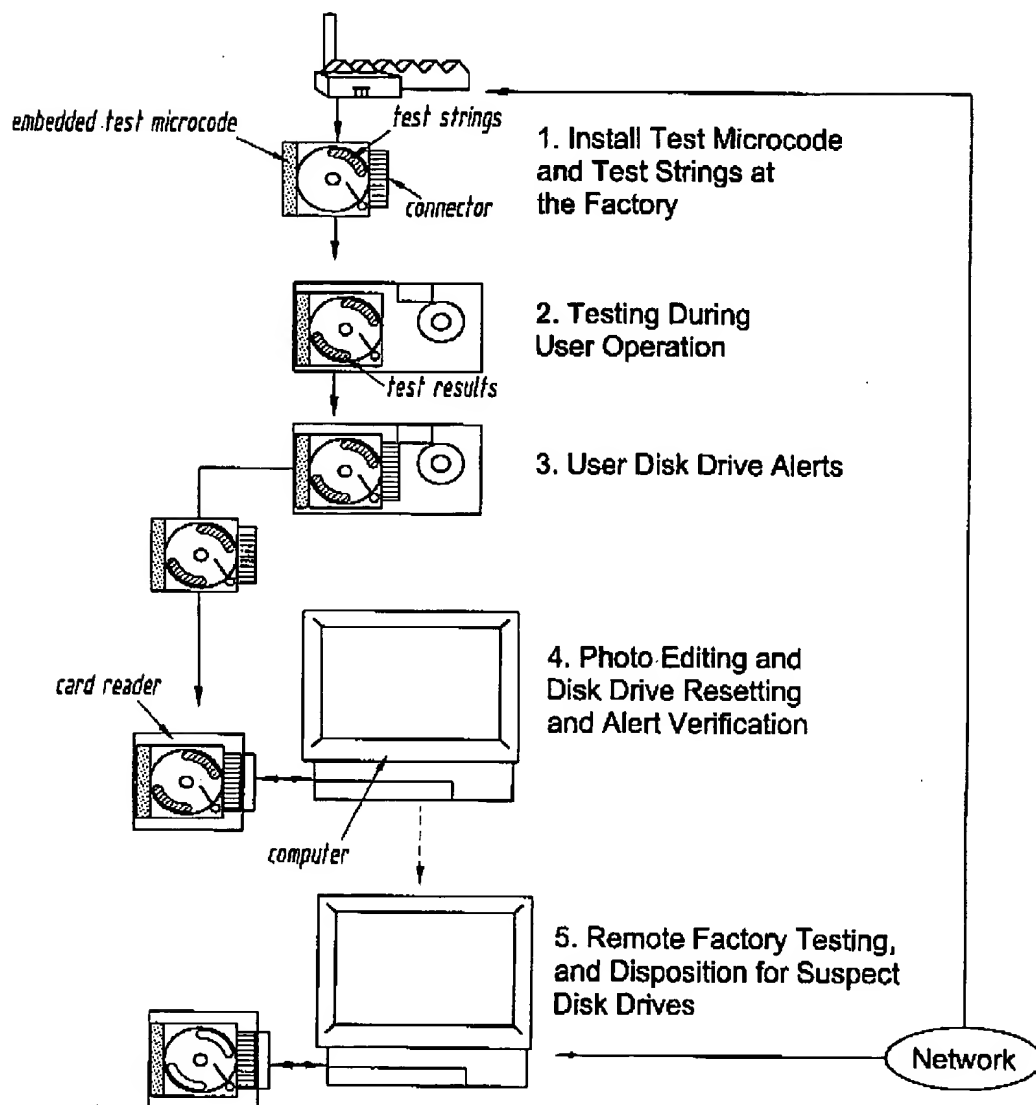 embedded test microcode
test strings
connector
1. Install Test Microcode
and Test Strings at
the Factory
2. Testing During
User Operation
test results
3. User Disk Drive Alerts
card reader
4. Photo Editing and
Disk Drive Resetting
and Alert Verification
computer
5. Remote Factory Testing,
and Disposition for Suspect
Disk Drives
Network